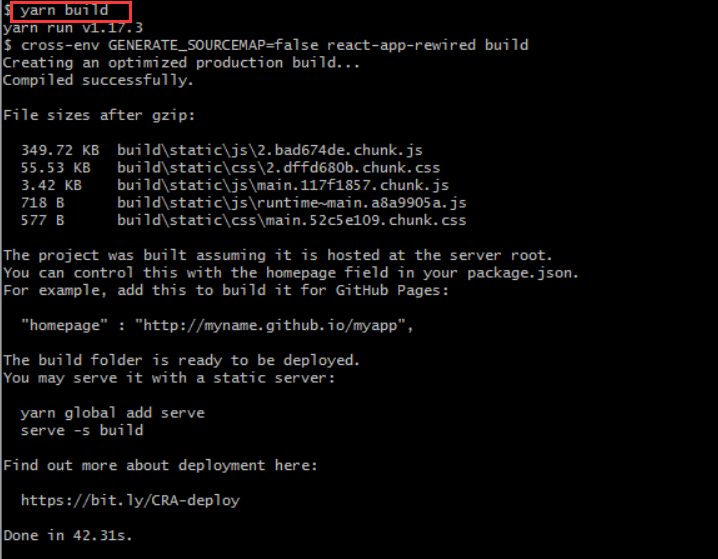 $ yarn build
yarn run v1.17.3
$ cross-env GENERATE_SOURCEMAP=false react-app-rewired build
Creating an optimized production build...
Compiled successfully.
File sizes after gzip:
349.72 KB build\static\js\2.bad674de.chunk.js
55.53 KB build\static\css\2.dffd680b.chunk.css
3.42 KB build\static\js\main.117f1857.chunk.js
718 B build\static\js\runtime~main.a8a9905a.js
577 B build\static\css\main.52c5e109.chunk.css
The project was built assuming it is hosted at the server root.
You can control this with the homepage field in your package.json.
For example, add this to build it for GitHub Pages:
"homepage" : "http://myname.github.io/myapp",
The build folder is ready to be deployed.
You may serve it with a static server:
yarn global add serve
serve -s build
Find out more about deployment here:
https://bit.ly/CRA-deploy
Done in 42.31s.